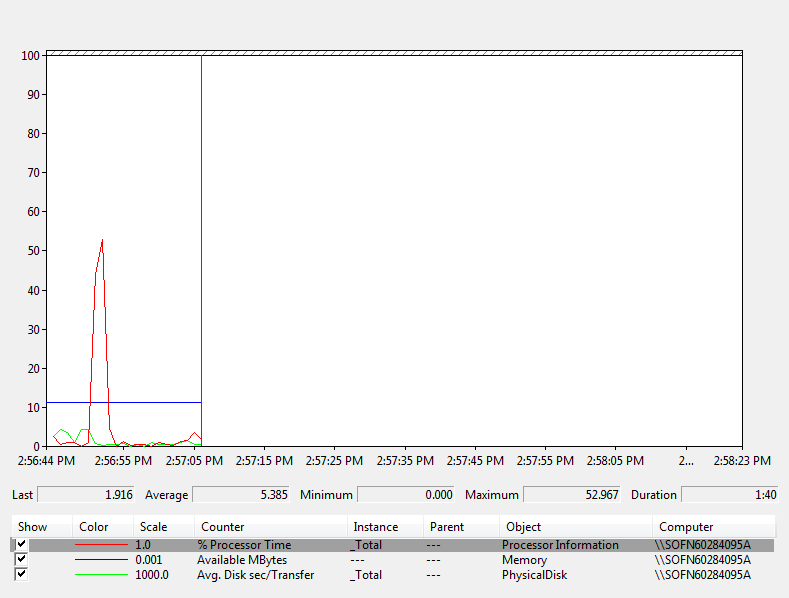 100
90
80
70
60
50
40
30
20
10
0
2:56:44 PM 2:56:55 PM 2:57:05 PM 2:57:15 PM 2:57:25 PM 2:57:35 PM 2:57:45 PM 2:57:55 PM 2:58:05 PM 2... 2:58:23 PM
Last 1.916 Average 5.385 Minimum 0.000 Maximum 52.967 Duration 1:40
Show Color Scale Counter Instance Parent Object Computer
1.0 % Processor Time _Total --- Processor Information \\SOFN60284095A
0.001 Available MBytes --- --- Memory \\SOFN60284095A
1000.0 Avg. Disk sec/Transfer _Total --- PhysicalDisk \\SOFN60284095A